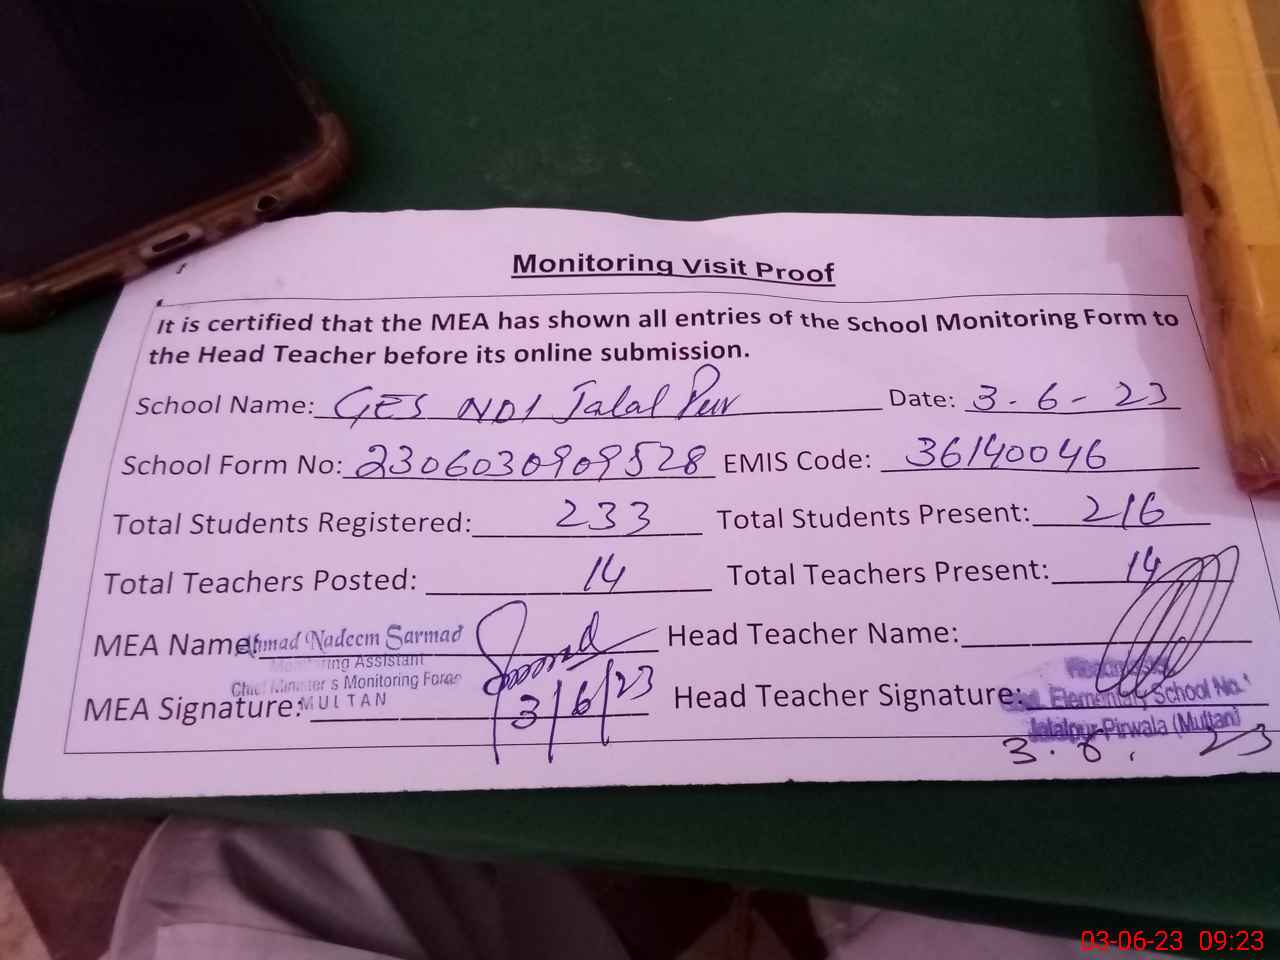 Monitoring Visit Proof
It is certified that the MEA has shown all entries of the School Monitoring Form to
the Head Teacher before its online submission.
School Name: GES NO1 Jalal Pur Date: 3-6-23
School Form No: 2306030909528 EMIS Code: 36140046
Total Students Registered: 233 Total Students Present: 216
Total Teachers Posted: 14 Total Teachers Present: 14
MEA Name: Ahmad Nadeem Sarmad Head Teacher Name:
Monitoring Assistant
Chief Minister's Monitoring Force
MEA Signature: MULTAN 3/6/23 Head Teacher Signature:
Elementary School No.
Jalalpur Pirwala (Multan)
3.6.23
03-06-23 09:23